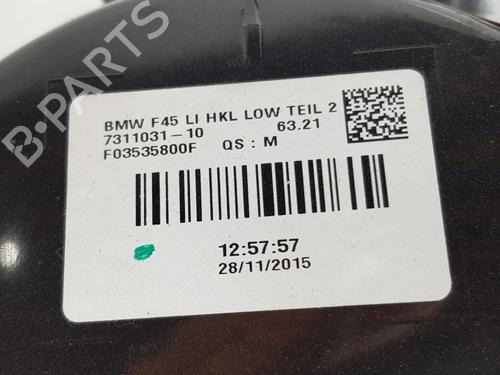 BMW F45 LI HKL LOW TEIL 2
7311031-10 63.21
F03535800F QS : M
12:57:57
28/11/2015
B-PARTS